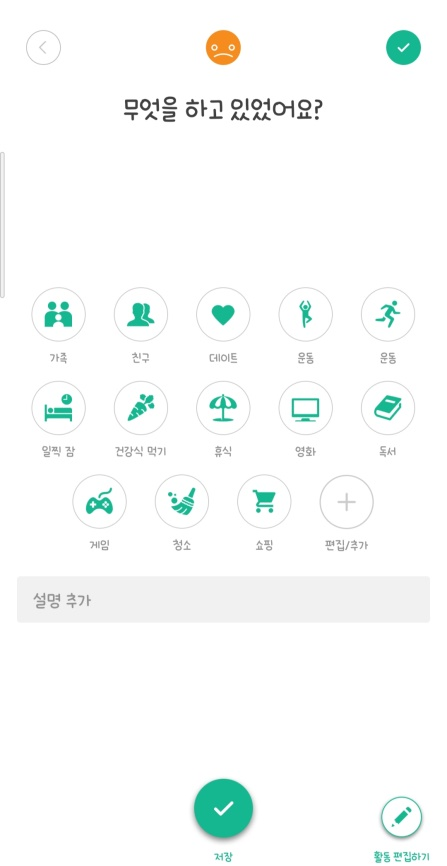 무엇을 하고 있었어요?
가족 친구 데이트 운동 운동
일찍 잠 건강식 먹기 휴식 영화 독서
게임 청소 쇼핑 편집/추가
설명 추가
저장 활동 편집하기